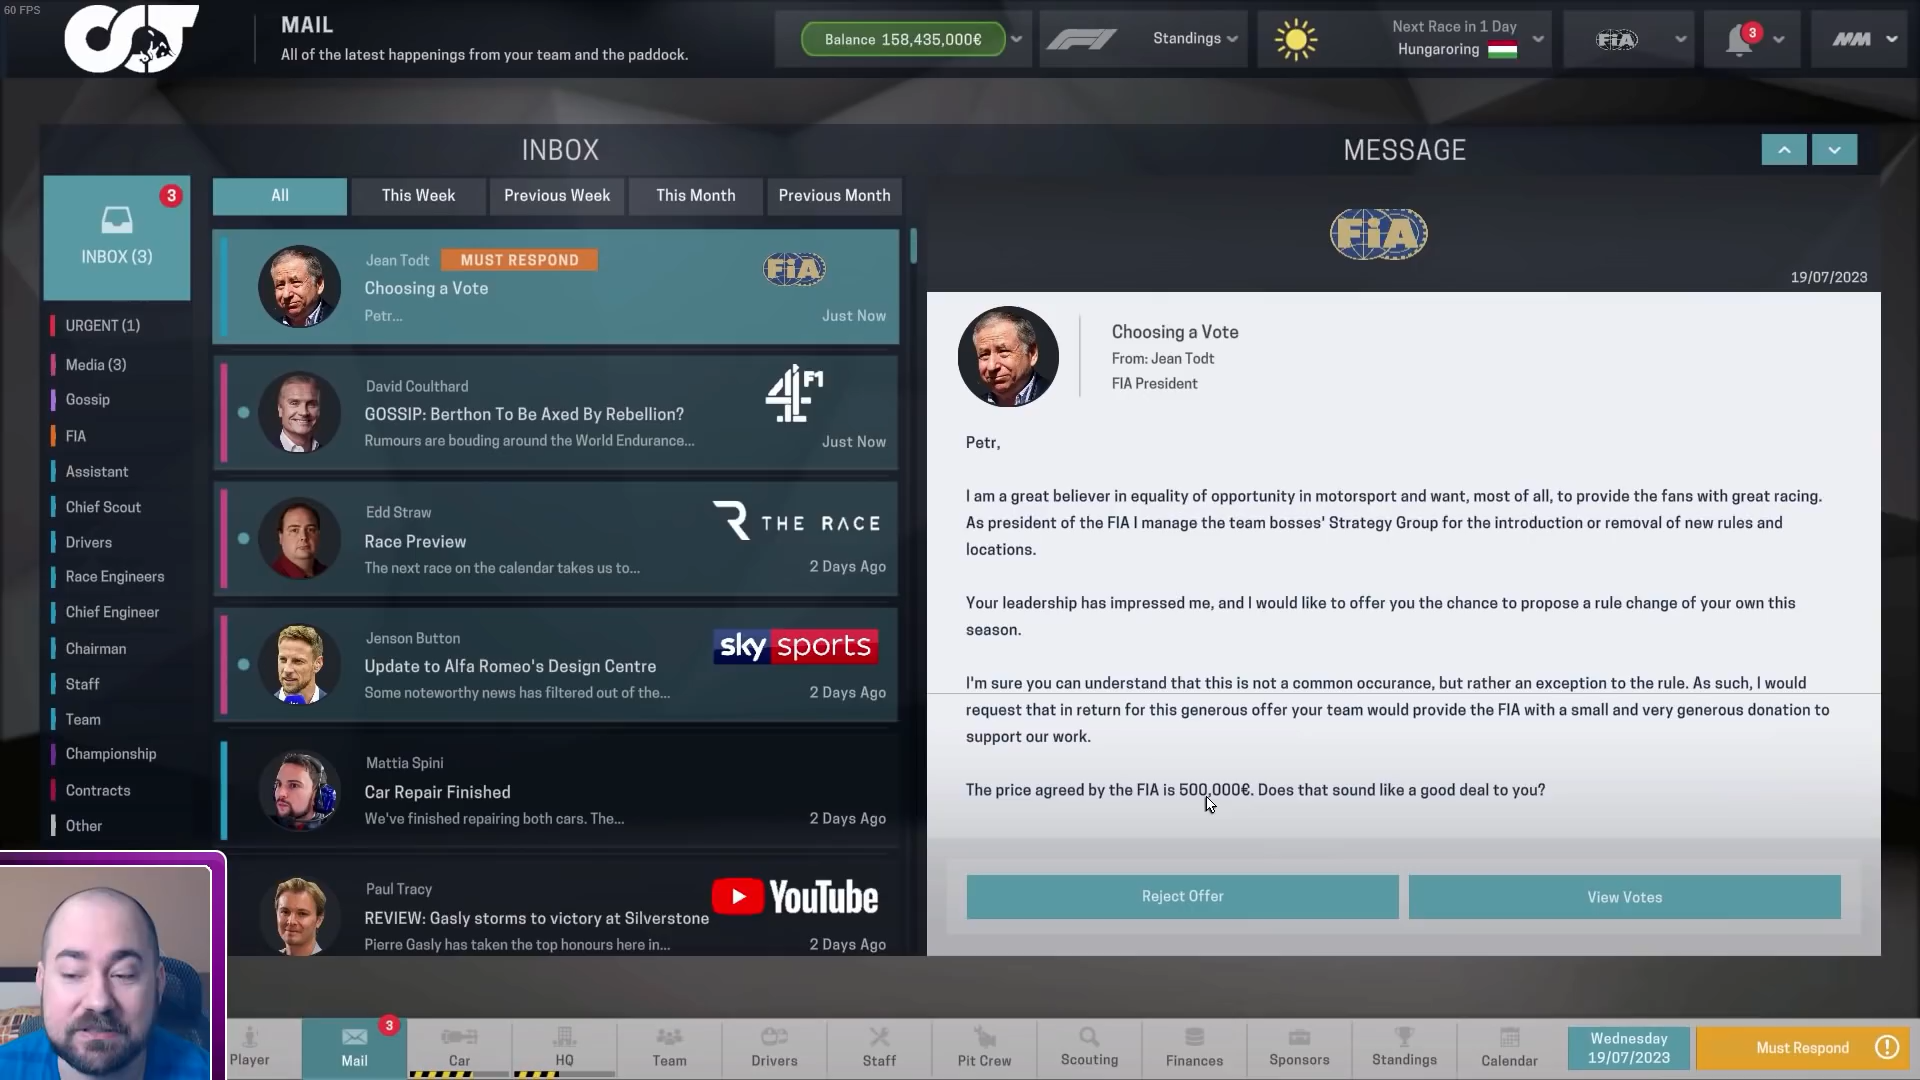 60 FPS
MAIL
All of the latest happenings from your team and the paddock.
Balance 158,435,000€
Standings
Next Race in 1 Day
Hungaroring
FiA
3
MM
INBOX
MESSAGE
3
INBOX (3)
All
This Week
Previous Week
This Month
Previous Month
URGENT (1)
Media (3)
Gossip
FIA
Assistant
Chief Scout
Drivers
Race Engineers
Chief Engineer
Chairman
Staff
Team
Championship
Contracts
Other
Jean Todt
MUST RESPOND
Choosing a Vote
Petr...
FiA
Just Now
David Coulthard
GOSSIP: Berthon To Be Axed By Rebellion?
Rumours are bouding around the World Endurance...
4 F1
Just Now
Edd Straw
Race Preview
The next race on the calendar takes us to...
THE RACE
2 Days Ago
Jenson Button
Update to Alfa Romeo's Design Centre
Some noteworthy news has filtered out of the...
sky sports
2 Days Ago
Mattia Spini
Car Repair Finished
We've finished repairing both cars. The...
2 Days Ago
Paul Tracy
REVIEW: Gasly storms to victory at Silverstone
Pierre Gasly has taken the top honours here in...
YouTube
2 Days Ago
FiA
19/07/2023
Choosing a Vote
From: Jean Todt
FIA President
Petr,
I am a great believer in equality of opportunity in motorsport and want, most of all, to provide the fans with great racing.
As president of the FIA I manage the team bosses' Strategy Group for the introduction or removal of new rules and
locations.
Your leadership has impressed me, and I would like to offer you the chance to propose a rule change of your own this
season.
I'm sure you can understand that this is not a common occurance, but rather an exception to the rule. As such, I would
request that in return for this generous offer your team would provide the FIA with a small and very generous donation to
support our work.
The price agreed by the FIA is 500,000€. Does that sound like a good deal to you?
Reject Offer
View Votes
Player
Mail
3
Car
HQ
Team
Drivers
Staff
Pit Crew
Scouting
Finances
Sponsors
Standings
Calendar
Wednesday
19/07/2023
Must Respond